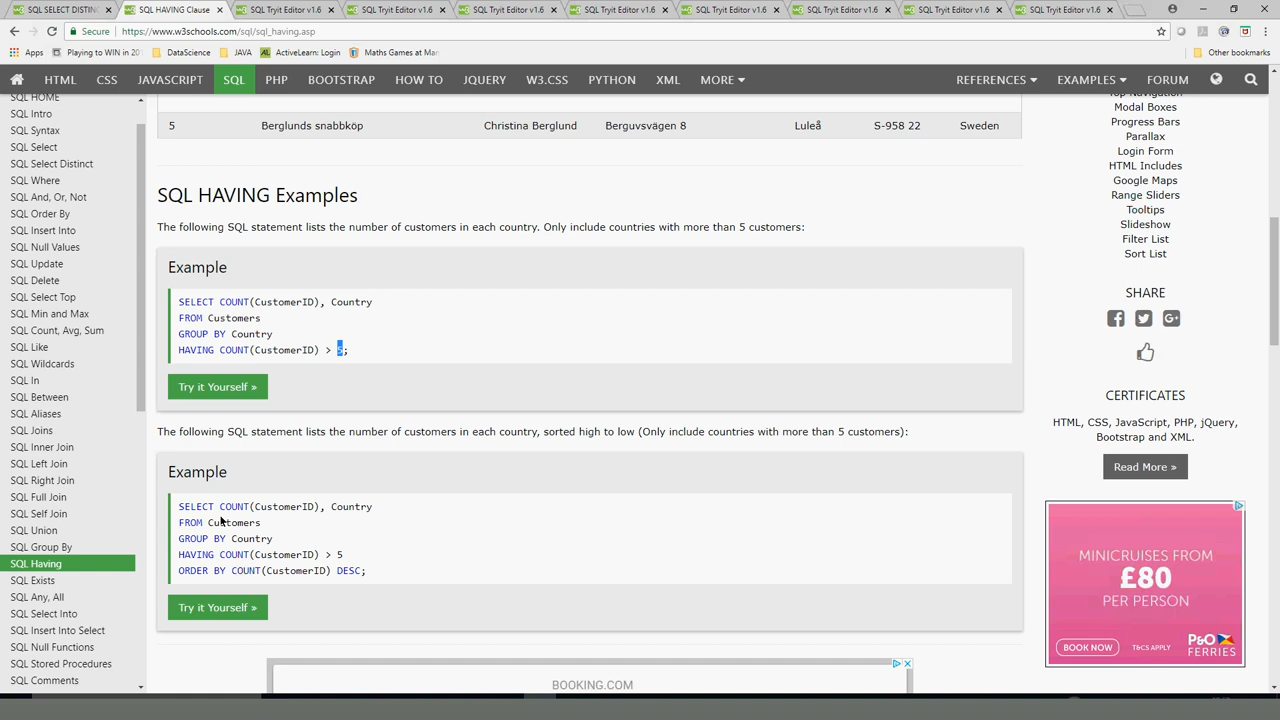 SQL SELECT DISTINC
SQL HAVING Clause
SQL Tryit Editor v1.6
SQL Tryit Editor v1.6
SQL Tryit Editor v1.6
SQL Tryit Editor v1.6
SQL Tryit Editor v1.6
SQL Tryit Editor v1.6
SQL Tryit Editor v1.6
SQL Tryit Editor v1.6
Secure
https://www.w3schools.com/sql/sql_having.asp
Apps
Playing to WIN in 20
DataScience
JAVA
ActiveLearn: Login
Maths Games at Man
Other bookmarks
HTML CSS JAVASCRIPT SQL PHP BOOTSTRAP HOW TO JQUERY W3.CSS PYTHON XML MORE REFERENCES EXAMPLES FORUM
SQL HOME
SQL Intro
SQL Syntax
SQL Select
SQL Select Distinct
SQL Where
SQL And, Or, Not
SQL Order By
SQL Insert Into
SQL Null Values
SQL Update
SQL Delete
SQL Select Top
SQL Min and Max
SQL Count, Avg, Sum
SQL Like
SQL Wildcards
SQL In
SQL Between
SQL Aliases
SQL Joins
SQL Inner Join
SQL Left Join
SQL Right Join
SQL Full Join
SQL Self Join
SQL Union
SQL Group By
SQL Having
SQL Exists
SQL Any, All
SQL Select Into
SQL Insert Into Select
SQL Null Functions
SQL Stored Procedures
SQL Comments
5 Berglunds snabbköp Christina Berglund Berguvsvägen 8 Luleå S-958 22 Sweden
SQL HAVING Examples
The following SQL statement lists the number of customers in each country. Only include countries with more than 5 customers:
Example
SELECT COUNT(CustomerID), Country
FROM Customers
GROUP BY Country
HAVING COUNT(CustomerID) > 5;
Try it Yourself »
The following SQL statement lists the number of customers in each country, sorted high to low (Only include countries with more than 5 customers):
Example
SELECT COUNT(CustomerID), Country
FROM Customers
GROUP BY Country
HAVING COUNT(CustomerID) > 5
ORDER BY COUNT(CustomerID) DESC;
Try it Yourself »
BOOKING.COM
Top Navigation
Modal Boxes
Progress Bars
Parallax
Login Form
HTML Includes
Google Maps
Range Sliders
Tooltips
Slideshow
Filter List
Sort List
SHARE
CERTIFICATES
HTML, CSS, JavaScript, PHP, jQuery,
Bootstrap and XML.
Read More »
MINICRUISES FROM
£80
PER PERSON
BOOK NOW
T&CS APPLY
P&O
FERRIES